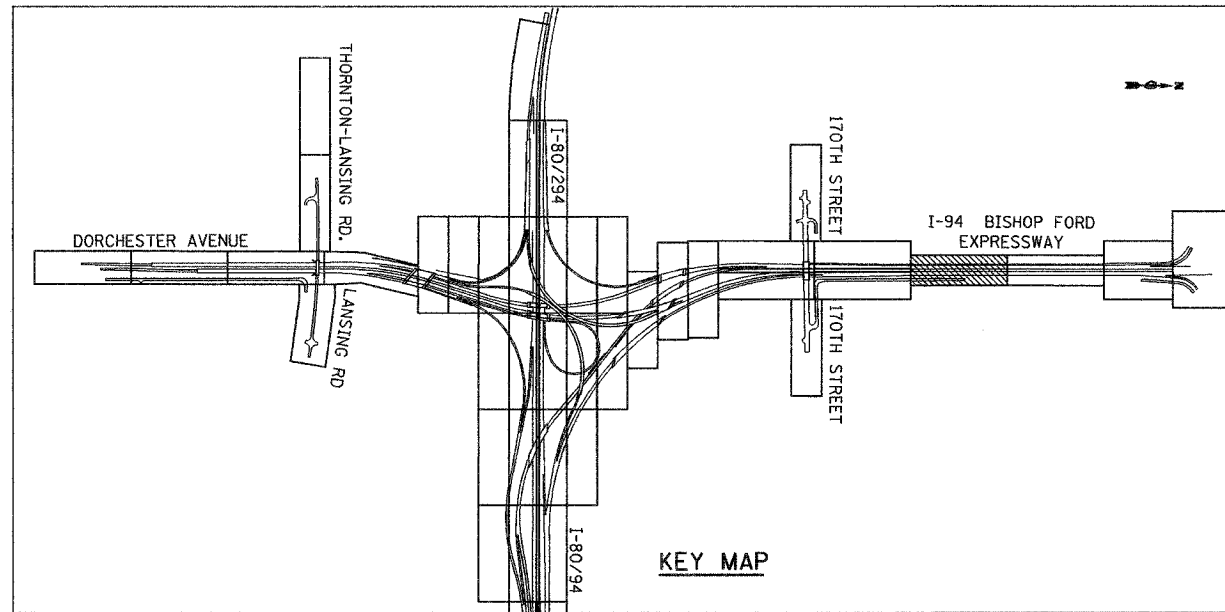 THORNTON-LANSING RD.
I-80/294
N
170TH STREET
I-94 BISHOP FORD
EXPRESSWAY
DORCHESTER AVENUE
LANSING RD
170TH STREET
I-80/94
KEY MAP